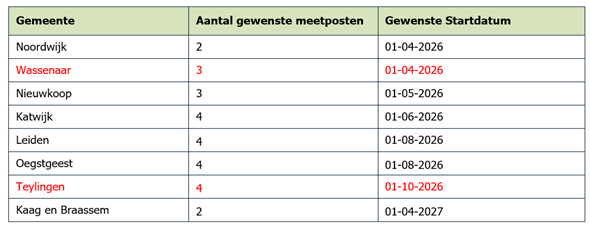 Gemeente Aantal gewenste meetposten Gewenste Startdatum
Noordwijk 2 01-04-2026
Wassenaar 3 01-04-2026
Nieuwkoop 3 01-05-2026
Katwijk 4 01-06-2026
Leiden 4 01-08-2026
Oegstgeest 4 01-08-2026
Teylingen 4 01-10-2026
Kaag en Braassem 2 01-04-2027